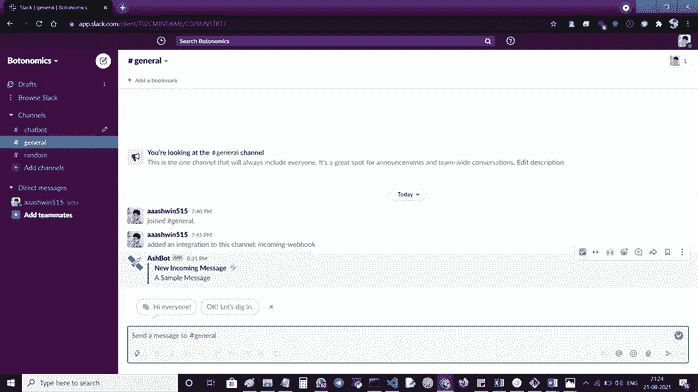 Slack | general | Botonomics
app.slack.com/client/
Search Botonomics
Botonomics
# general
1
+ Add a bookmark
Drafts
1
Browse Slack
Channels
# chatbot
# general
# random
Add channels
Direct messages
aaashwin515 you
Add teammates
You're looking at the #general channel
This is the one channel that will always include everyone. It's a great spot for announcements and team-wide conversations. Edit description
Today
aaashwin515 7:40 PM
joined #general.
aaashwin515 7:45 PM
added an integration to this channel: incoming-webhook
AshBot APP 8:31 PM
New Incoming Message
A Sample Message
Hi everyone!
OK! Let's dig in.
Send a message to #general
Type here to search
21:24
21-08-2021